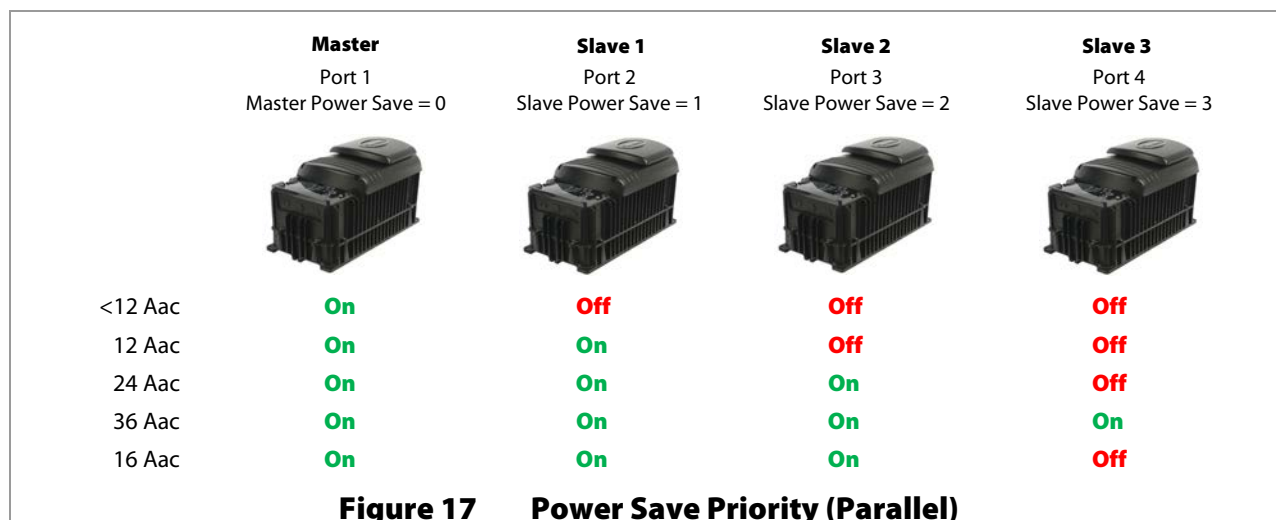 Master Slave 1 Slave 2 Slave 3
Port 1 Port 2 Port 3 Port 4
Master Power Save = 0 Slave Power Save = 1 Slave Power Save = 2 Slave Power Save = 3
<12 Aac On Off Off Off
12 Aac On On Off Off
24 Aac On On On Off
36 Aac On On On On
16 Aac On On On Off
Figure 17 Power Save Priority (Parallel)